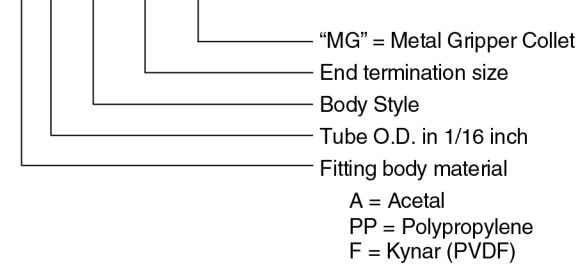 “MG” = Metal Gripper Collet
End termination size
Body Style
Tube O.D. in 1/16 inch
Fitting body material
A = Acetal
PP = Polypropylene
F = Kynar (PVDF)